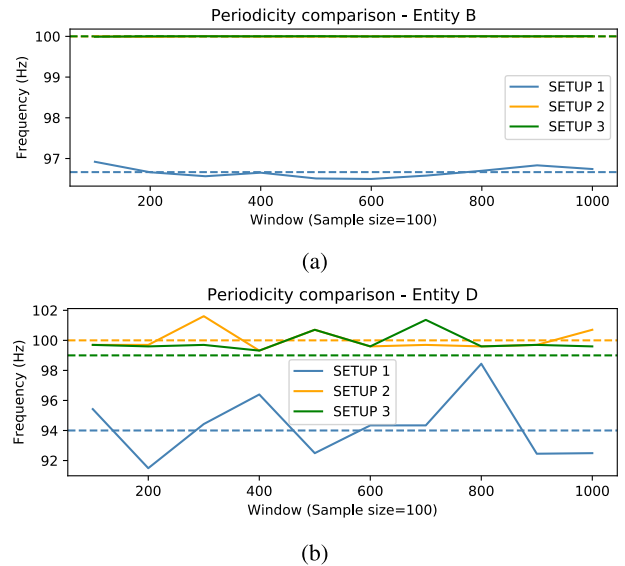 Periodicity comparison - Entity B
100
99
98
97
Frequency (Hz)
SETUP 1
SETUP 2
SETUP 3
200 400 600 800 1000
Window (Sample size=100)
(a)
Periodicity comparison - Entity D
102
100
98
96
94
92
Frequency (Hz)
SETUP 1
SETUP 2
SETUP 3
200 400 600 800 1000
Window (Sample size=100)
(b)